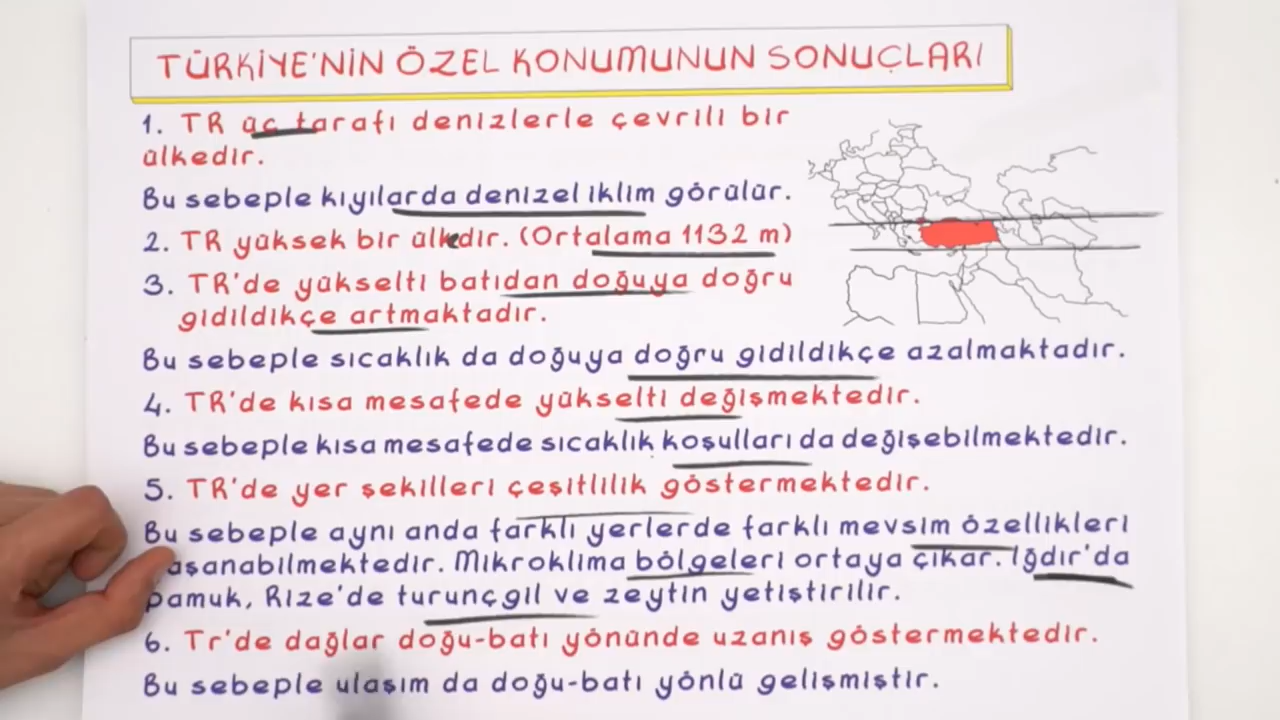 TÜRKİYE'NİN ÖZEL KONUMUNUN SONUÇLARI
1. TR üç tarafı denizlerle çevrili bir
ülkedir.
Bu sebeple kıyılarda denizel iklim görülür.
2. TR yüksek bir ülkedir. (Ortalama 1132 m)
3. TR'de yükselti batıdan doğuya doğru
gidildikçe artmaktadır.
Bu sebeple sıcaklık da doğuya doğru gidildikçe azalmaktadır.
4. TR'de kısa mesafede yükselti değişmektedir.
Bu sebeple kısa mesafede sıcaklık koşulları da değişebilmektedir.
5. TR'de yer şekilleri çeşitlilik göstermektedir.
Bu sebeple aynı anda farklı yerlerde farklı mevsim özellikleri
aşanabilmektedir. Mikroklima bölgeleri ortaya çıkar. Iğdır'da
pamuk, Rize'de turunçgil ve zeytin yetiştirilir.
6. Tr'de dağlar doğu-batı yönünde uzanış göstermektedir.
Bu sebeple ulaşım da doğu-batı yönlü gelişmiştir.